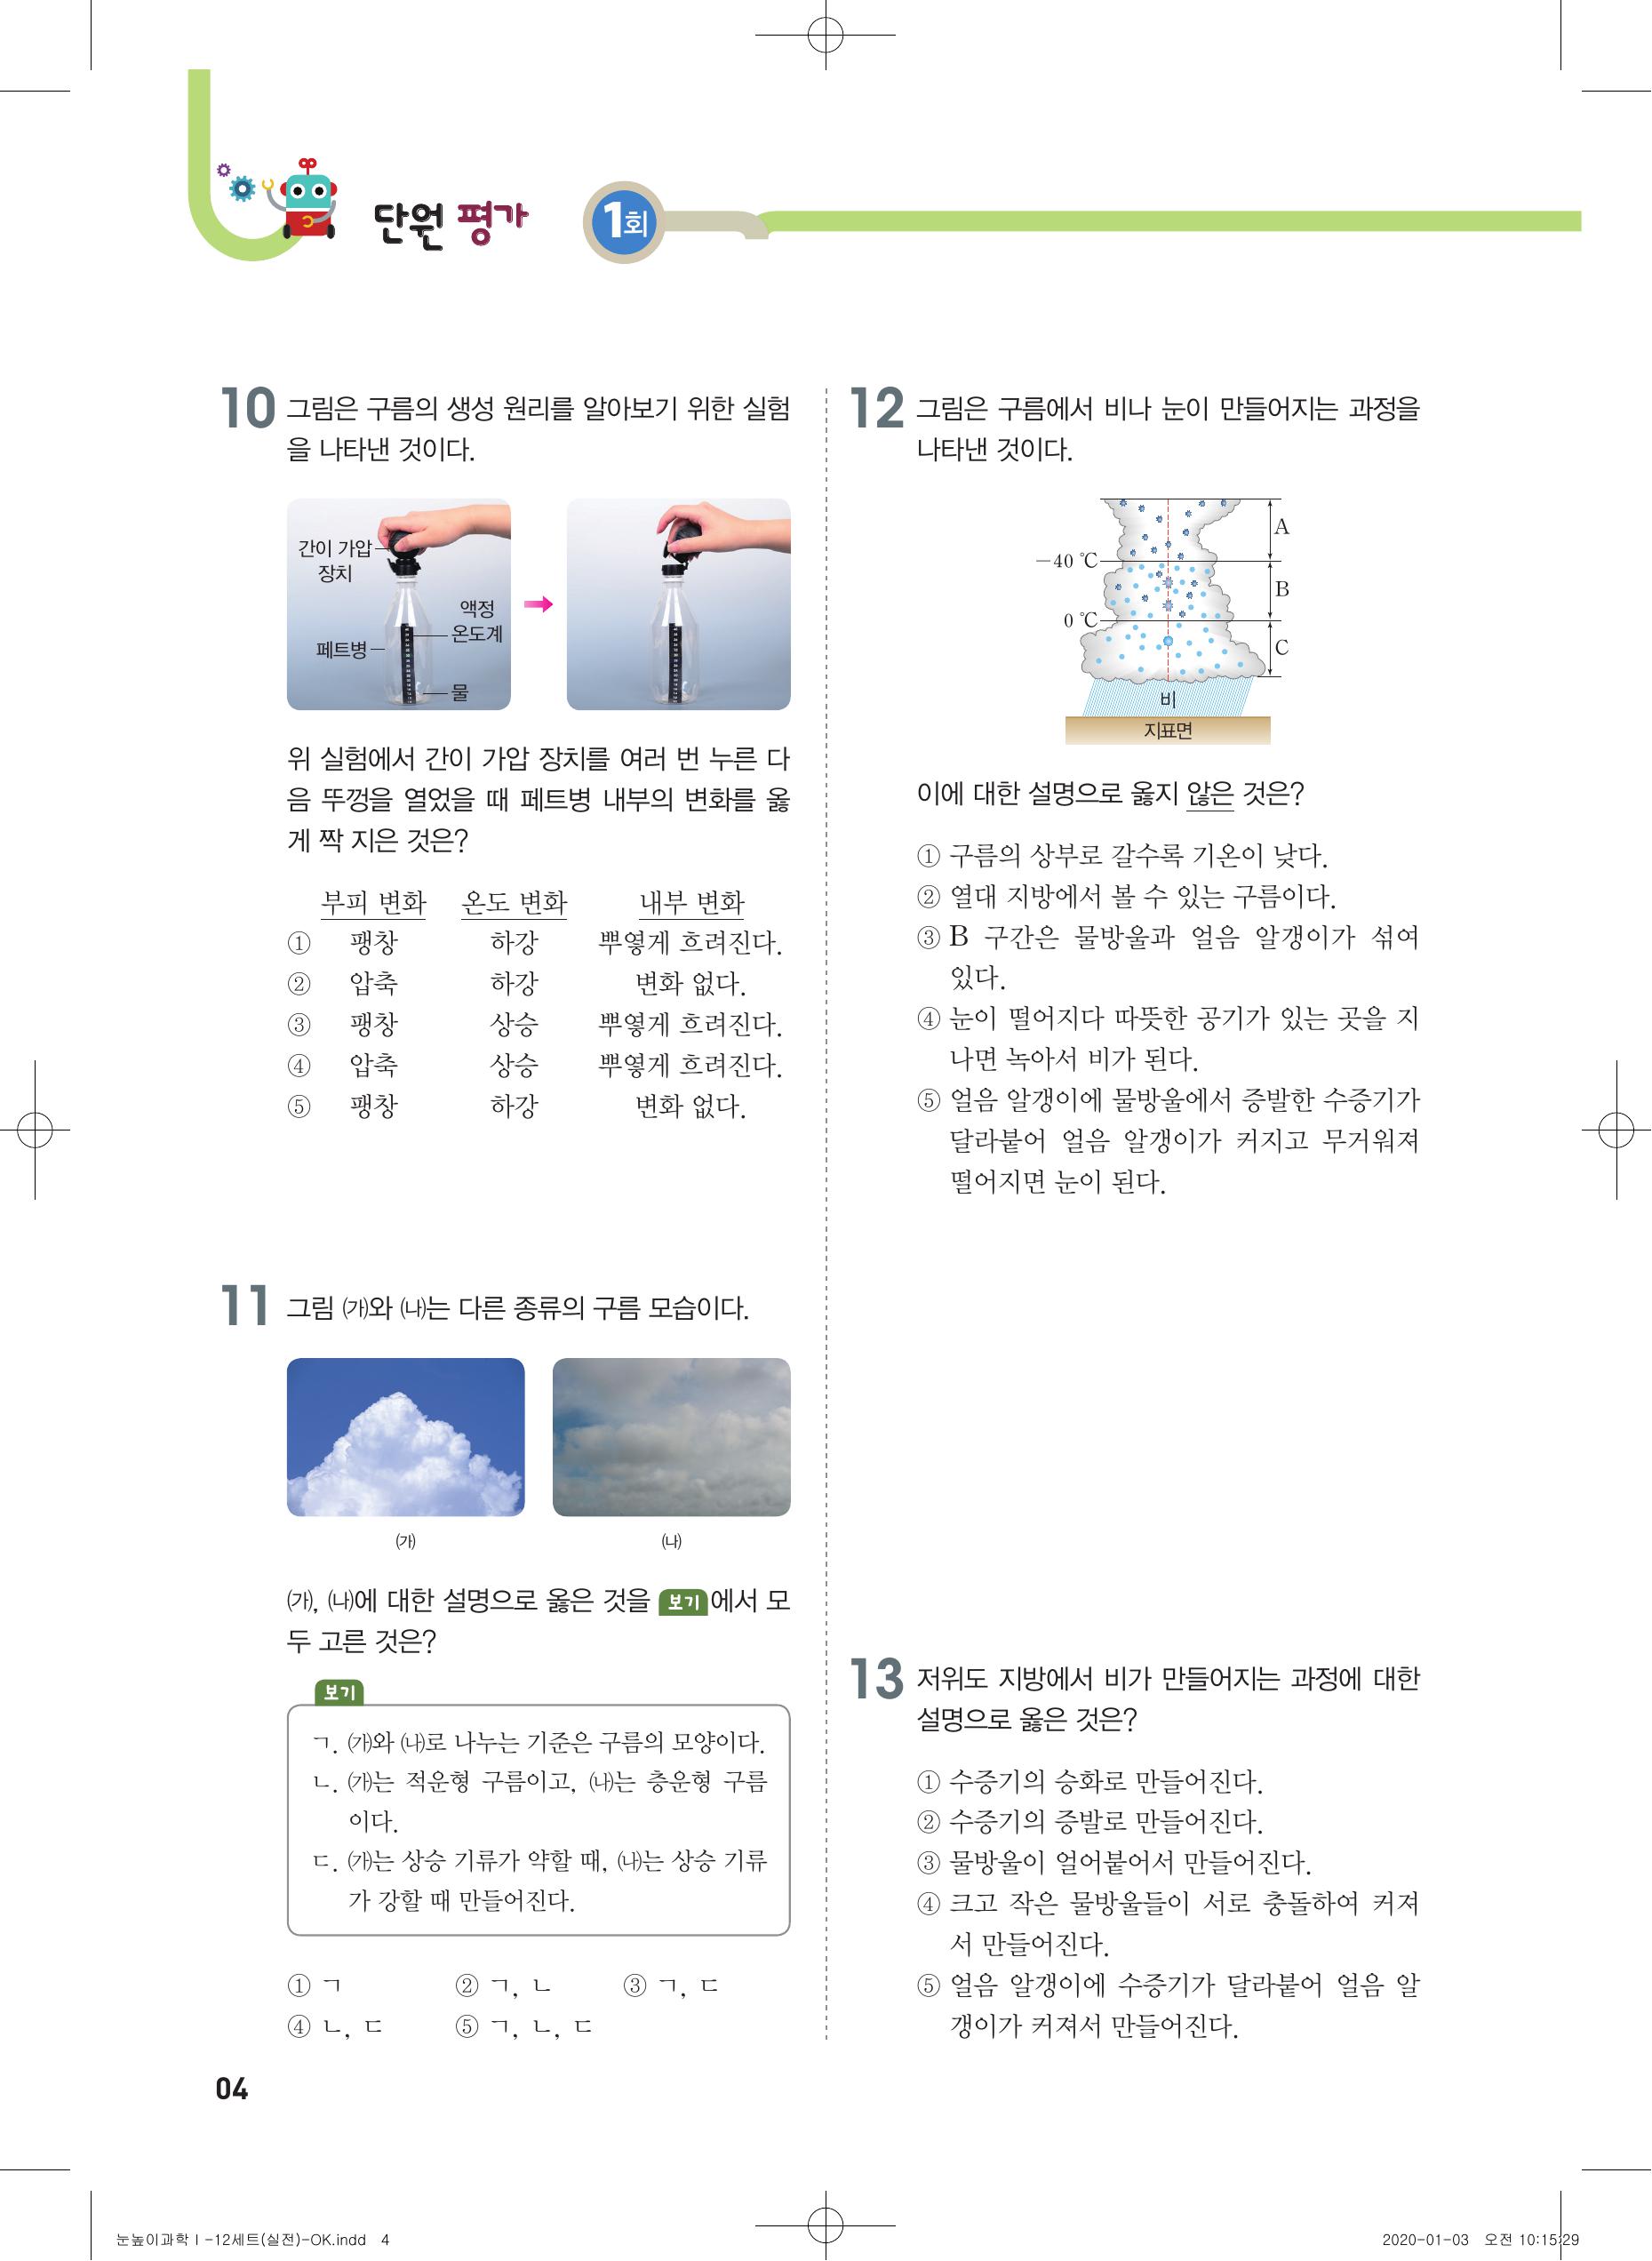 단원 평가 1회
10 그림은 구름의 생성 원리를 알아보기 위한 실험
을 나타낸 것이다.
간이 가압
장치
액정
온도계
페트병
물
위 실험에서 간이 가압 장치를 여러 번 누른 다
음 뚜껑을 열었을 때 페트병 내부의 변화를 옳
게 짝 지은 것은?
부피 변화 온도 변화 내부 변화
① 팽창 하강 뿌옇게 흐려진다.
② 압축 하강 변화 없다.
③ 팽창 상승 뿌옇게 흐려진다.
④ 압축 상승 뿌옇게 흐려진다.
⑤ 팽창 하강 변화 없다.
11 그림 ㈎와 ㈏는 다른 종류의 구름 모습이다.
㈎ ㈏
㈎, ㈏에 대한 설명으로 옳은 것을 보기 에서 모
두 고른 것은?
보기
ㄱ. ㈎와 ㈏로 나누는 기준은 구름의 모양이다.
ㄴ. ㈎는 적운형 구름이고, ㈏는 층운형 구름
이다.
ㄷ. ㈎는 상승 기류가 약할 때, ㈏는 상승 기류
가 강할 때 만들어진다.
① ㄱ ② ㄱ, ㄴ ③ ㄱ, ㄷ
④ ㄴ, ㄷ ⑤ ㄱ, ㄴ, ㄷ
12 그림은 구름에서 비나 눈이 만들어지는 과정을
나타낸 것이다.
A
-40 ℃
B
0 ℃
C
비
지표면
이에 대한 설명으로 옳지 않은 것은?
① 구름의 상부로 갈수록 기온이 낮다.
② 열대 지방에서 볼 수 있는 구름이다.
③ B 구간은 물방울과 얼음 알갱이가 섞여
있다.
④ 눈이 떨어지다 따뜻한 공기가 있는 곳을 지
나면 녹아서 비가 된다.
⑤ 얼음 알갱이에 물방울에서 증발한 수증기가
달라붙어 얼음 알갱이가 커지고 무거워져
떨어지면 눈이 된다.
13 저위도 지방에서 비가 만들어지는 과정에 대한
설명으로 옳은 것은?
① 수증기의 승화로 만들어진다.
② 수증기의 증발로 만들어진다.
③ 물방울이 얼어붙어서 만들어진다.
④ 크고 작은 물방울들이 서로 충돌하여 커져
서 만들어진다.
⑤ 얼음 알갱이에 수증기가 달라붙어 얼음 알
갱이가 커져서 만들어진다.
04
눈높이과학Ⅰ-12세트(실전)-OK.indd 4
2020-01-03 오전 10:15:29